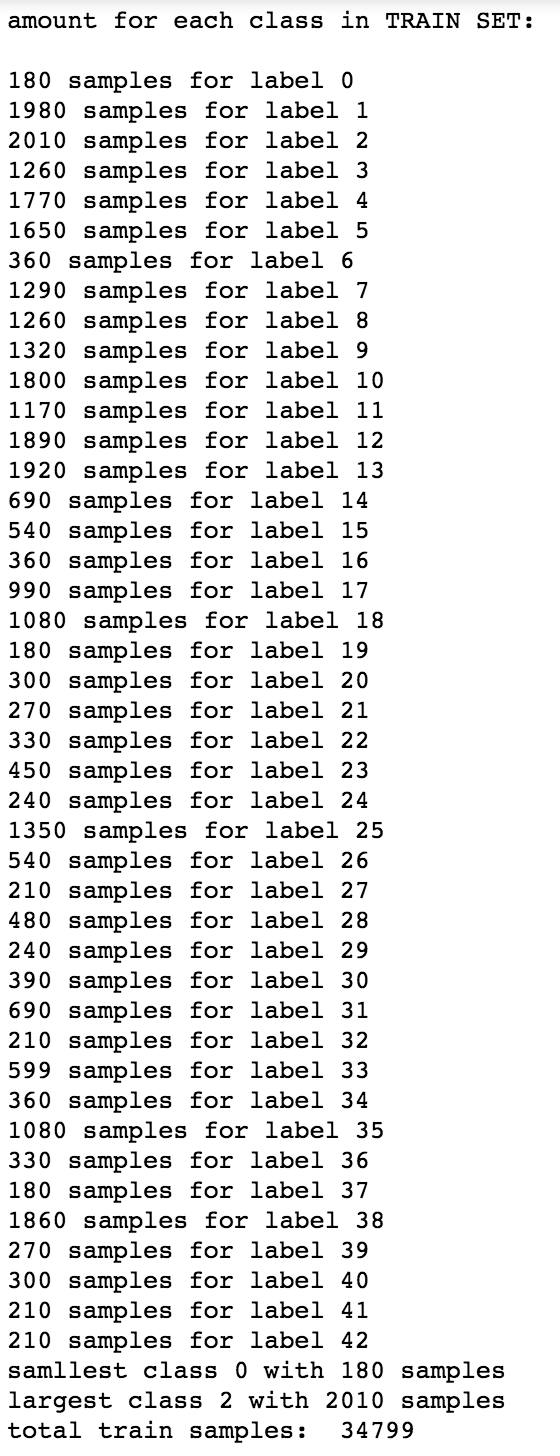 amount for each class in TRAIN SET:
180 samples for label 0
1980 samples for label 1
2010 samples for label 2
1260 samples for label 3
1770 samples for label 4
1650 samples for label 5
360 samples for label 6
1290 samples for label 7
1260 samples for label 8
1320 samples for label 9
1800 samples for label 10
1170 samples for label 11
1890 samples for label 12
1920 samples for label 13
690 samples for label 14
540 samples for label 15
360 samples for label 16
990 samples for label 17
1080 samples for label 18
180 samples for label 19
300 samples for label 20
270 samples for label 21
330 samples for label 22
450 samples for label 23
240 samples for label 24
1350 samples for label 25
540 samples for label 26
210 samples for label 27
480 samples for label 28
240 samples for label 29
390 samples for label 30
690 samples for label 31
210 samples for label 32
599 samples for label 33
360 samples for label 34
1080 samples for label 35
330 samples for label 36
180 samples for label 37
1860 samples for label 38
270 samples for label 39
300 samples for label 40
210 samples for label 41
210 samples for label 42
samllest class 0 with 180 samples
largest class 2 with 2010 samples
total train samples:  34799